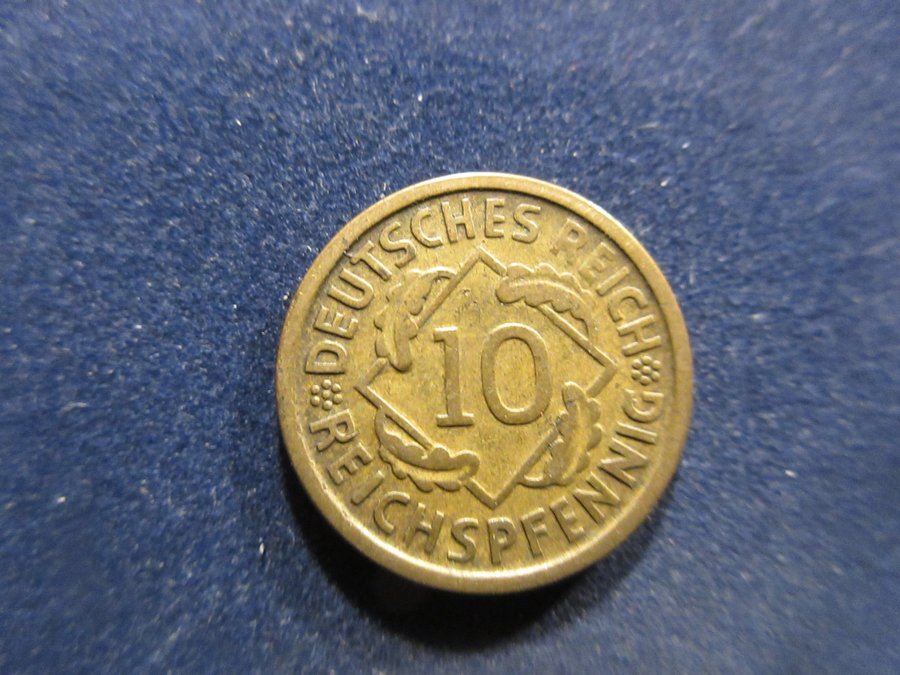 DEUTSCHES REICH
10
REICHSPFENNIG